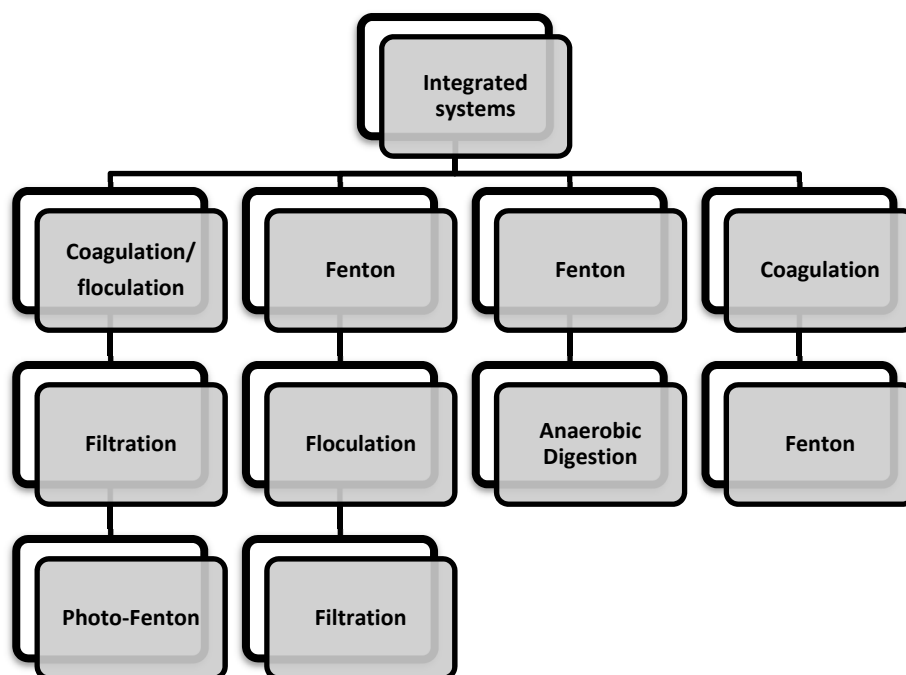 Integrated
systems
Coagulation/
floculation
Fenton
Fenton
Coagulation
Filtration
Floculation
Anaerobic
Digestion
Fenton
Photo-Fenton
Filtration